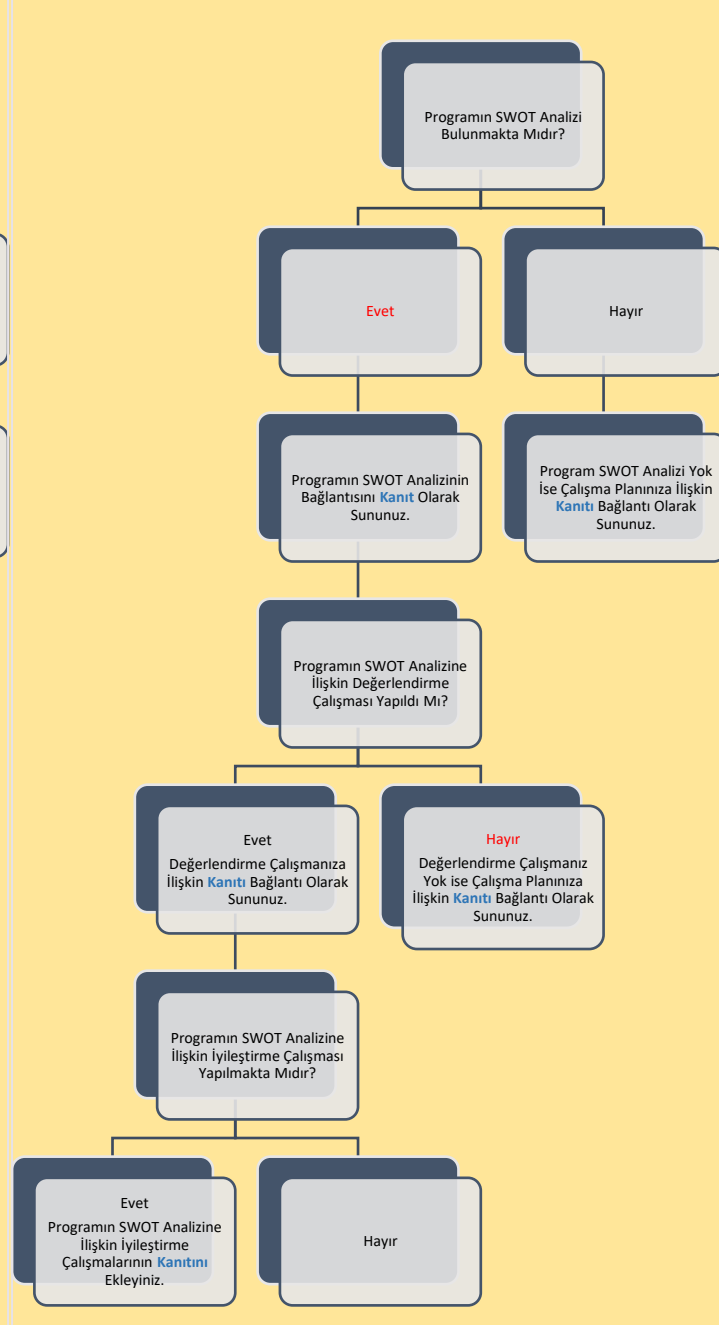 Programın SWOT Analizi
Bulunmakta Mıdır?
Evet
Hayır
Programın SWOT Analizinin
Bağlantısını Kanıt Olarak
Sununuz.
Program SWOT Analizi Yok
İse Çalışma Planınıza İlişkin
Kanıtı Bağlantı Olarak
Sununuz.
Programın SWOT Analizine
İlişkin Değerlendirme
Çalışması Yapıldı Mı?
Evet
Değerlendirme Çalışmanıza
İlişkin Kanıtı Bağlantı Olarak
Sununuz.
Hayır
Değerlendirme Çalışmanız
Yok ise Çalışma Planınıza
İlişkin Kanıtı Bağlantı Olarak
Sununuz.
Programın SWOT Analizine
İlişkin İyileştirme Çalışması
Yapılmakta Mıdır?
Evet
Programın SWOT Analizine
İlişkin İyileştirme
Çalışmalarının Kanıtını
Ekleyiniz.
Hayır